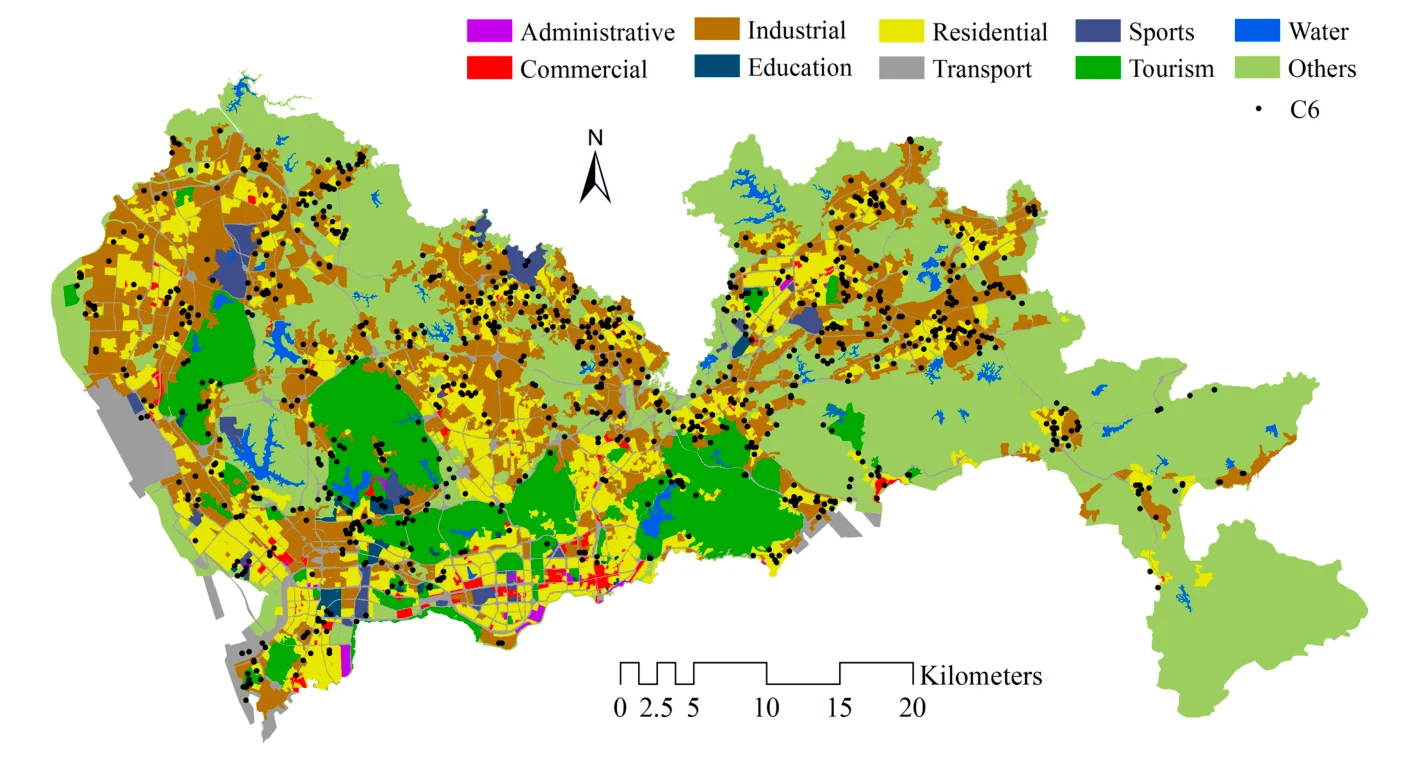 Administrative Industrial Residential Sports Water
Commercial Education Transport Tourism Others
C6
N
Kilometers
0 2.5 5 10 15 20